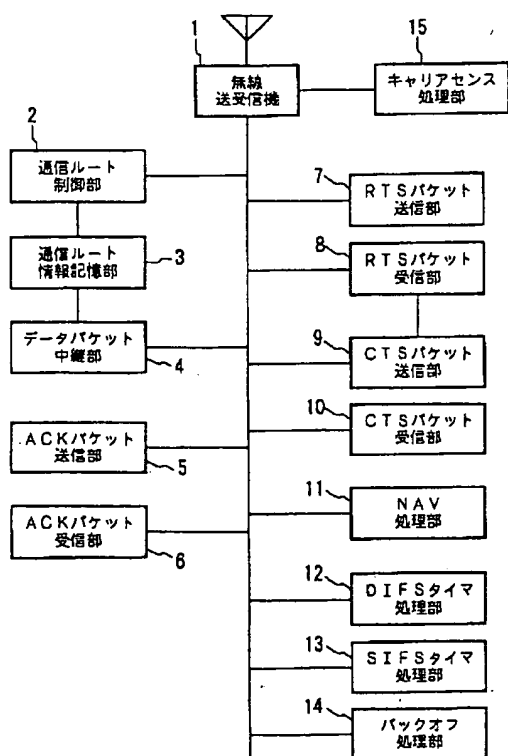 1
無線
送受信機
15
キャリアセンス
処理部
2
通信ルート
制御部
通信ルート
情報記憶部
3
データパケット
中継部
4
ACKパケット
送信部
5
ACKパケット
受信部
6
7
RTSパケット
送信部
8
RTSパケット
受信部
9
CTSパケット
送信部
10
CTSパケット
受信部
11
NAV
処理部
12
DIFSタイマ
処理部
13
SIFSタイマ
処理部
14
バックオフ
処理部